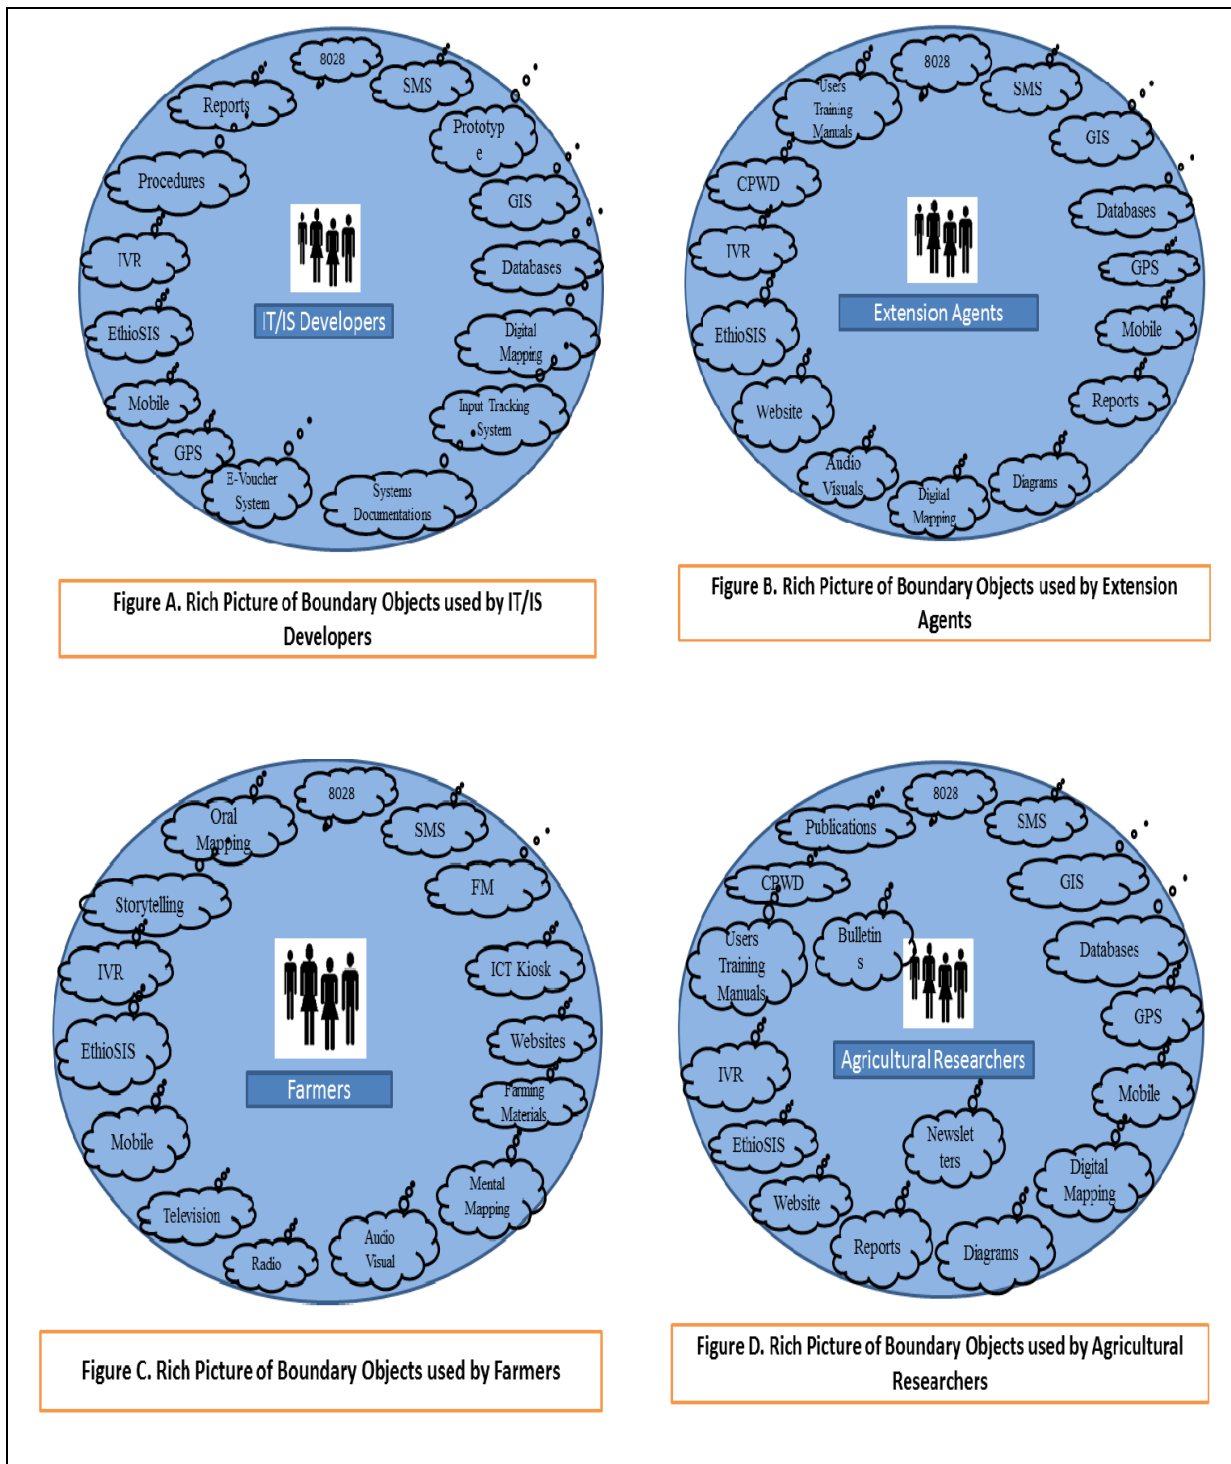 8028
SMS
Reports
Prototyp
e
Procedures
GIS
IVR
Databases
IT/IS Developers
EthioSIS
Digital
Mapping
Mobile
Input Tracking
System
GPS
E-Voucher
System
Systems
Documentations
Figure A. Rich Picture of Boundary Objects used by IT/IS
Developers
8028
Users
Training
Manuals
SMS
GIS
CPWD
Databases
IVR
GPS
Extension Agents
EthioSIS
Mobile
Website
Reports
Audio
Visuals
Diagrams
Digital
Mapping
Figure B. Rich Picture of Boundary Objects used by Extension
Agents
8028
Oral
Mapping
SMS
FM
Storytelling
IVR
ICT Kiosk
EthioSIS
Websites
Farmers
Farming
Materials
Mobile
Mental
Mapping
Television
Audio
Visual
Radio
Figure C. Rich Picture of Boundary Objects used by Farmers
8028
Publications
SMS
CPWD
GIS
Users
Training
Manuals
Bulletin
s
Databases
GPS
Agricultural Researchers
IVR
Mobile
EthioSIS
Newslet
ters
Digital
Mapping
Website
Reports
Diagrams
Figure D. Rich Picture of Boundary Objects used by Agricultural
Researchers